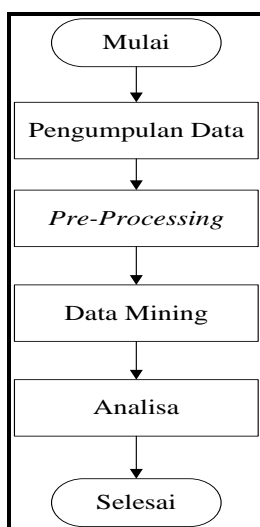 Mulai
Pengumpulan Data
Pre-Processing
Data Mining
Analisa
Selesai